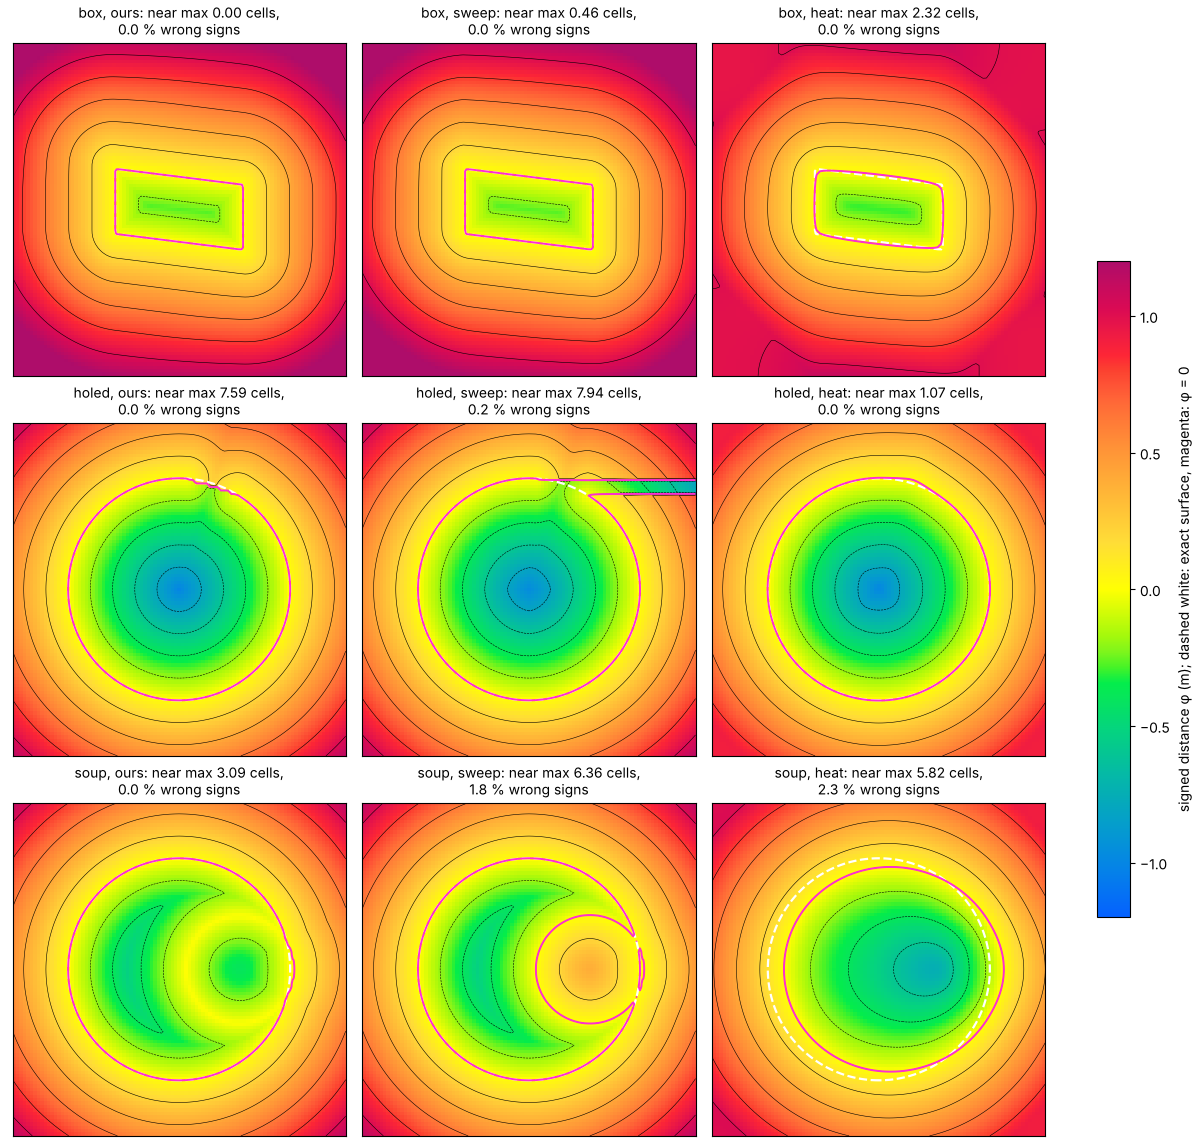 box, ours: near max 0.00 cells,
0.0 % wrong signs
box, sweep: near max 0.46 cells,
0.0 % wrong signs
box, heat: near max 2.32 cells,
0.0 % wrong signs
holed, ours: near max 7.59 cells,
0.0 % wrong signs
holed, sweep: near max 7.94 cells,
0.2 % wrong signs
holed, heat: near max 1.07 cells,
0.0 % wrong signs
soup, ours: near max 3.09 cells,
0.0 % wrong signs
soup, sweep: near max 6.36 cells,
1.8 % wrong signs
soup, heat: near max 5.82 cells,
2.3 % wrong signs
1.0
0.5
0.0
−0.5
−1.0
signed distance φ (m); dashed white: exact surface, magenta: φ = 0